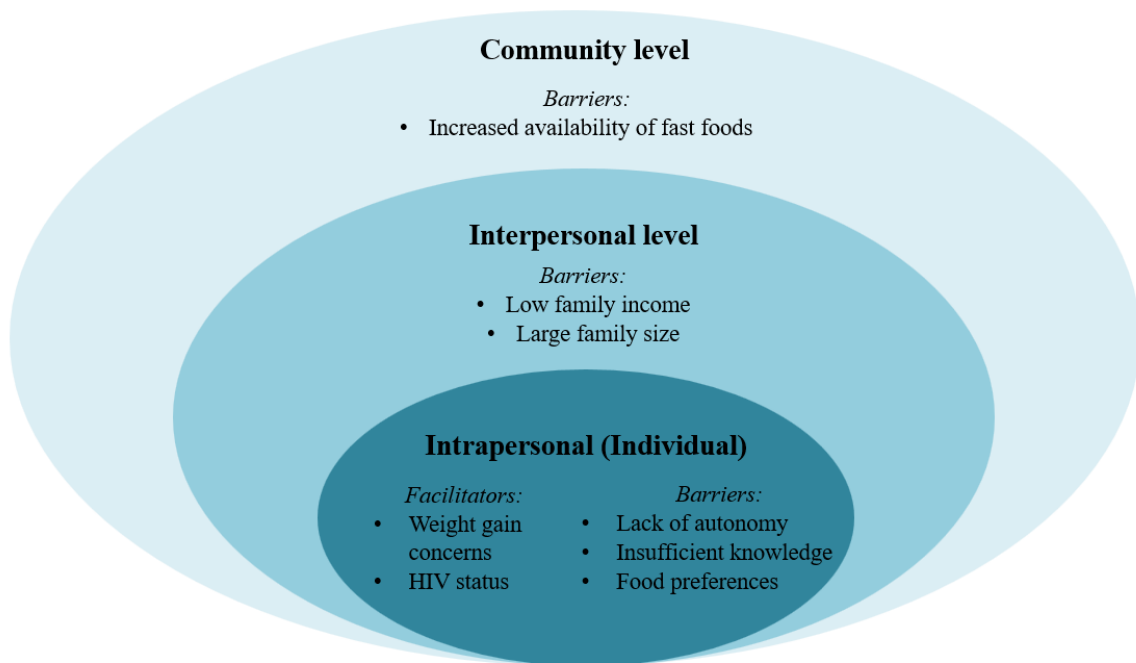 Community level
Barriers:
• Increased availability of fast foods
Interpersonal level
Barriers:
• Low family income
• Large family size
Intrapersonal (Individual)
Facilitators:
• Weight gain
concerns
• HIV status
Barriers:
• Lack of autonomy
• Insufficient knowledge
• Food preferences